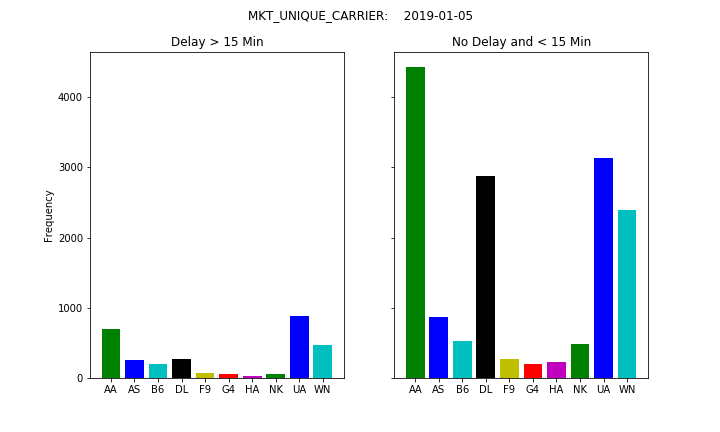 MKT_UNIQUE_CARRIER: 2019-01-05
Delay > 15 Min
No Delay and < 15 Min
Frequency
4000
3000
2000
1000
0
AA AS B6 DL F9 G4 HA NK UA WN
AA AS B6 DL F9 G4 HA NK UA WN